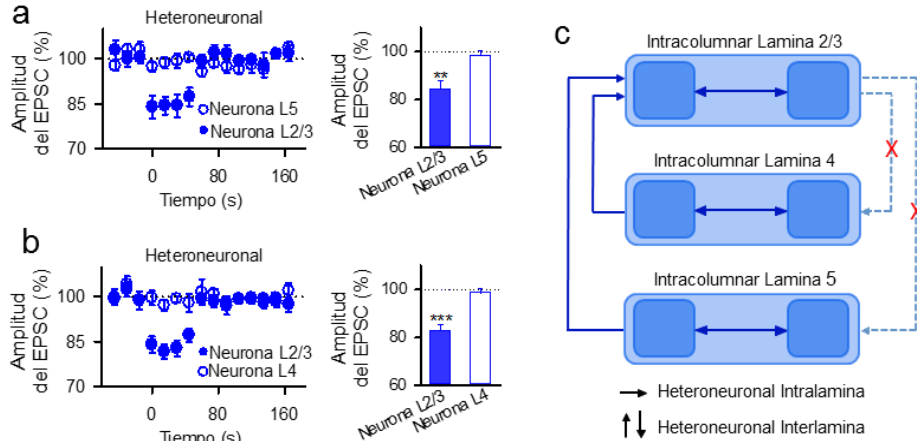 a
Heteroneuronal
Amplitud
del EPSC (%)
100
85
70
Neurona L5
Neurona L2/3
0 80 160
Tiempo (s)
Amplitud
del EPSC (%)
100
80
60
**
Neurona L2/3
Neurona L5
b
Heteroneuronal
Amplitud
del EPSC (%)
100
85
70
Neurona L2/3
Neurona L4
0 80 160
Tiempo (s)
Amplitud
del EPSC (%)
100
80
60
***
Neurona L2/3
Neurona L4
c
Intracolumnar Lamina 2/3
X
Intracolumnar Lamina 4
X
Intracolumnar Lamina 5
Heteroneuronal Intralamina
Heteroneuronal Interlamina